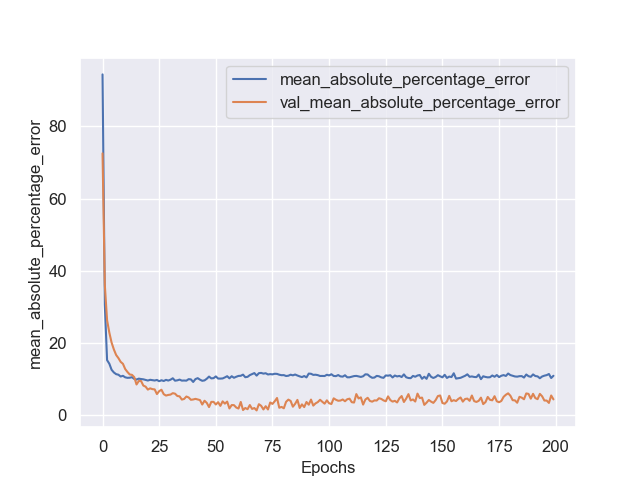 mean_absolute_percentage_error
val_mean_absolute_percentage_error
mean_absolute_percentage_error
80
60
40
20
0
0 25 50 75 100 125 150 175 200
Epochs